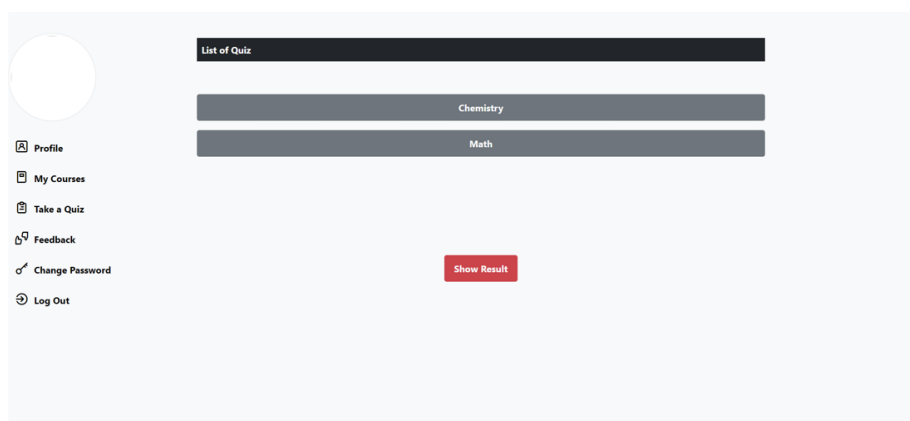 List of Quiz
Chemistry
Math
Profile
My Courses
Take a Quiz
Feedback
Change Password
Log Out
Show Result